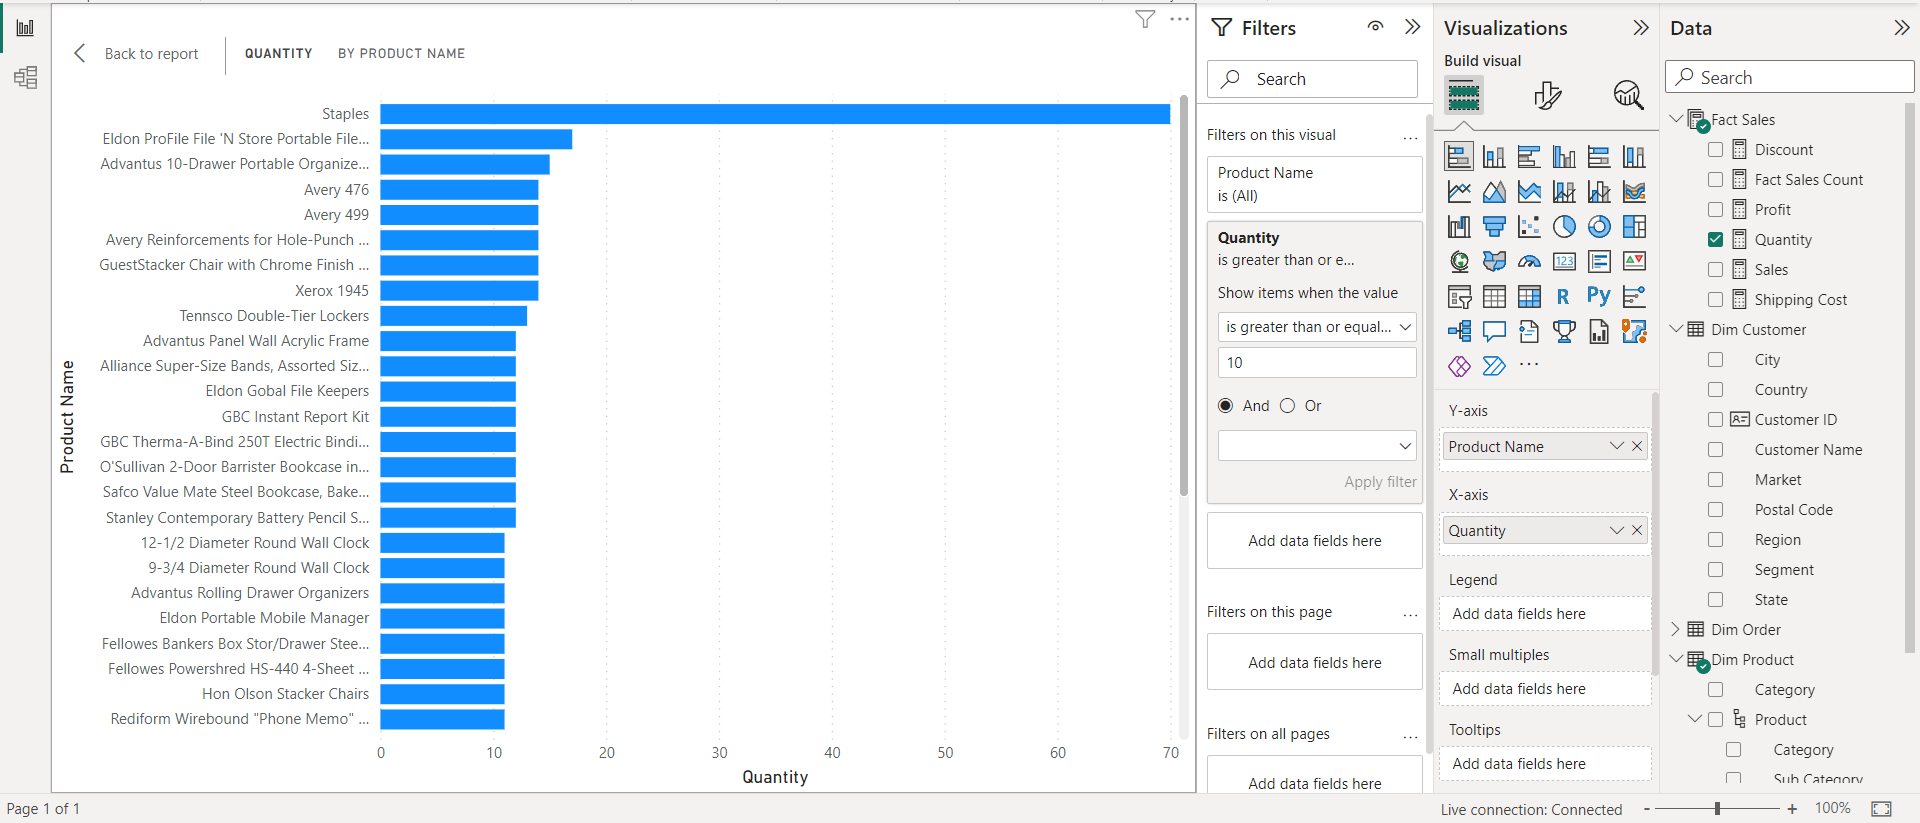 Back to report
QUANTITY
BY PRODUCT NAME
Product Name
Staples
Eldon ProFile File 'N Store Portable File...
Advantus 10-Drawer Portable Organize...
Avery 476
Avery 499
Avery Reinforcements for Hole-Punch ...
GuestStacker Chair with Chrome Finish ...
Xerox 1945
Tennsco Double-Tier Lockers
Advantus Panel Wall Acrylic Frame
Alliance Super-Size Bands, Assorted Siz...
Eldon Gobal File Keepers
GBC Instant Report Kit
GBC Therma-A-Bind 250T Electric Bindi...
O'Sullivan 2-Door Barrister Bookcase in...
Safco Value Mate Steel Bookcase, Bake...
Stanley Contemporary Battery Pencil S...
12-1/2 Diameter Round Wall Clock
9-3/4 Diameter Round Wall Clock
Advantus Rolling Drawer Organizers
Eldon Portable Mobile Manager
Fellowes Bankers Box Stor/Drawer Stee...
Fellowes Powershred HS-440 4-Sheet ...
Hon Olson Stacker Chairs
Rediform Wirebound "Phone Memo" ...
0 10 20 30 40 50 60 70
Quantity
Filters
Search
Filters on this visual
...
Product Name
is (All)
Quantity
is greater than or e...
Show items when the value
is greater than or equal...
10
And Or
Apply filter
Add data fields here
Filters on this page
...
Add data fields here
Filters on all pages
...
Add data fields here
Visualizations
Build visual
123
R
Py
...
Y-axis
Product Name
X-axis
Quantity
Legend
Add data fields here
Small multiples
Add data fields here
Tooltips
Add data fields here
Data
Search
Fact Sales
Discount
Fact Sales Count
Profit
Quantity
Sales
Shipping Cost
Dim Customer
City
Country
Customer ID
Customer Name
Market
Postal Code
Region
Segment
State
Dim Order
Dim Product
Category
Product
Category
Sub Category
Page 1 of 1
Live connection: Connected
- + 100%